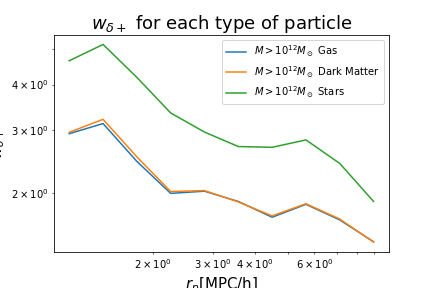 w_{δ+} for each type of particle
M > 10^{12} M_⊙ Gas
M > 10^{12} M_⊙ Dark Matter
M > 10^{12} M_⊙ Stars
4 × 10^0
3 × 10^0
2 × 10^0
2 × 10^0 3 × 10^0 4 × 10^0 6 × 10^0
r_p[MPC/h]